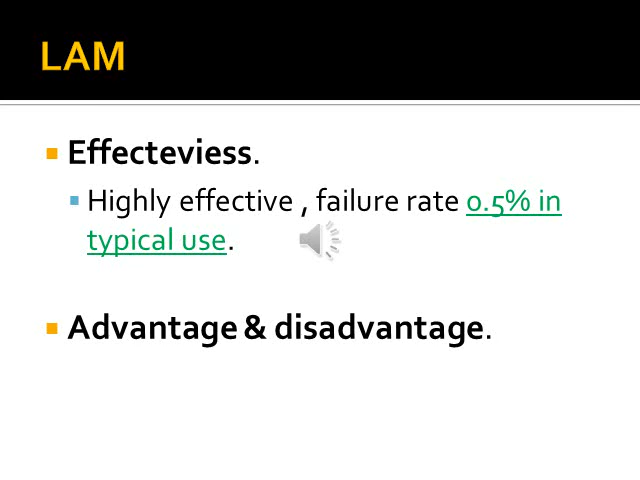 LAM
Effecteviess.
Highly effective , failure rate 0.5% in
typical use.
Advantage & disadvantage.